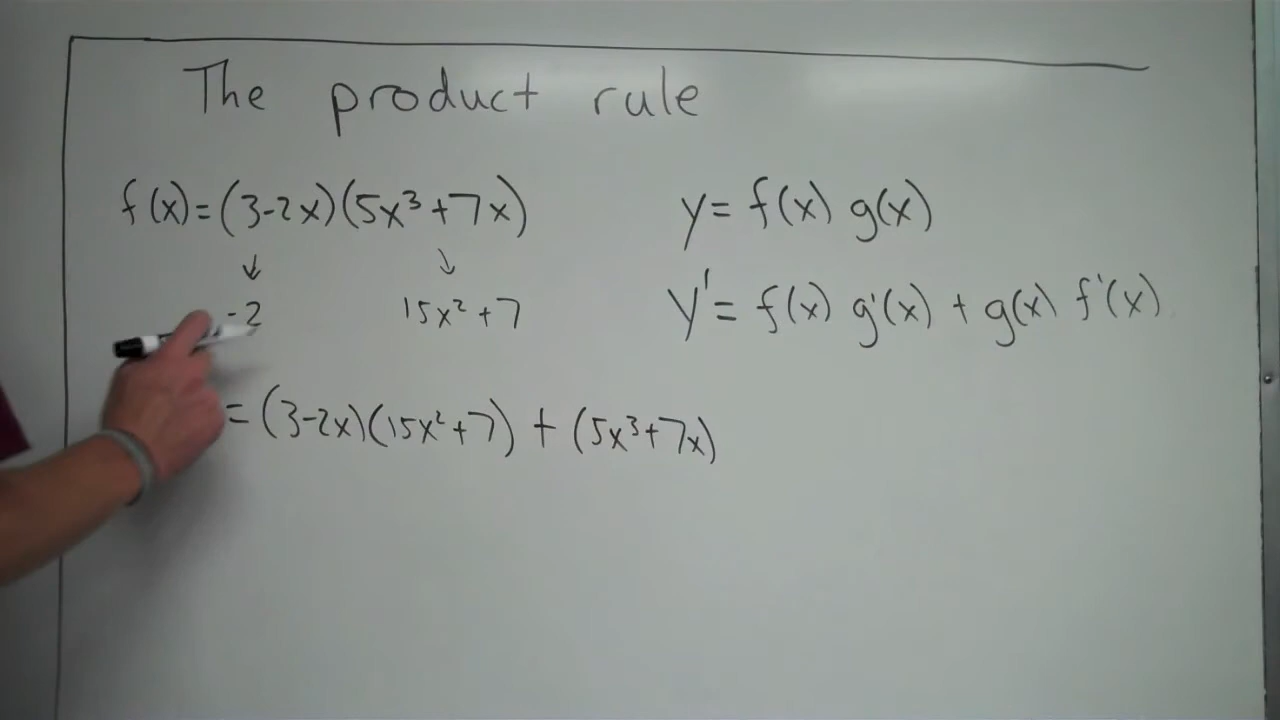 The product rule
f(x)=(3-2x)(5x³+7x)
y= f(x) g(x)
↓ ↘
-2 15x²+7
y'= f(x) g'(x) + g(x) f'(x)
=(3-2x)(15x²+7) + (5x³+7x)